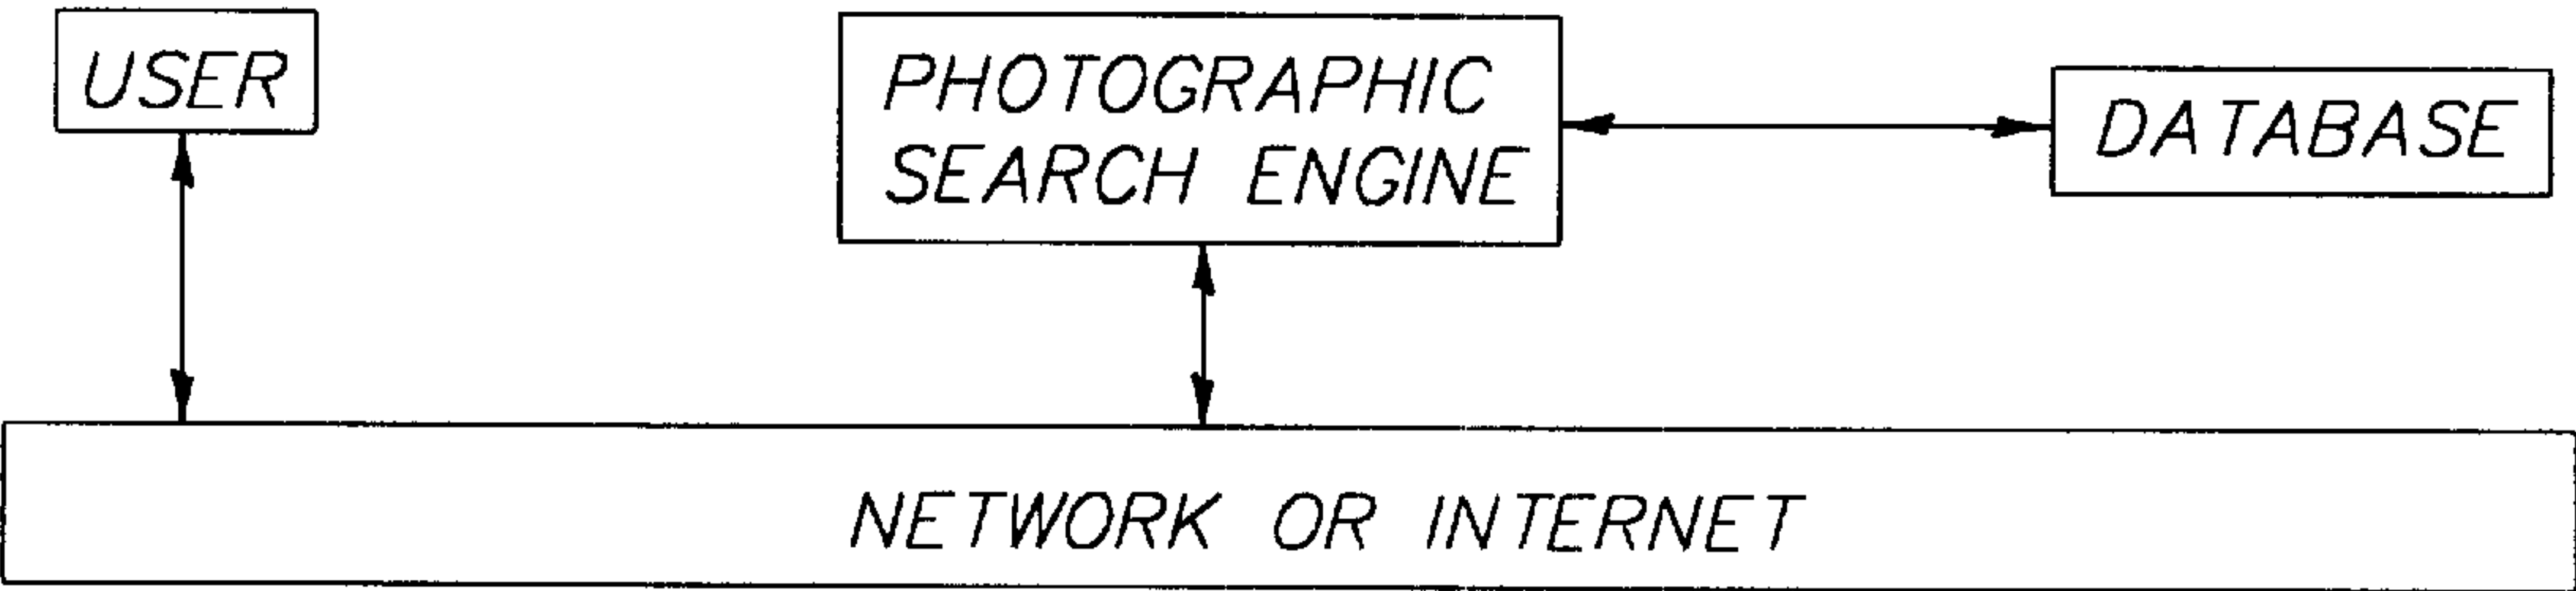 USER
PHOTOGRAPHIC
SEARCH ENGINE
DATABASE
NETWORK OR INTERNET